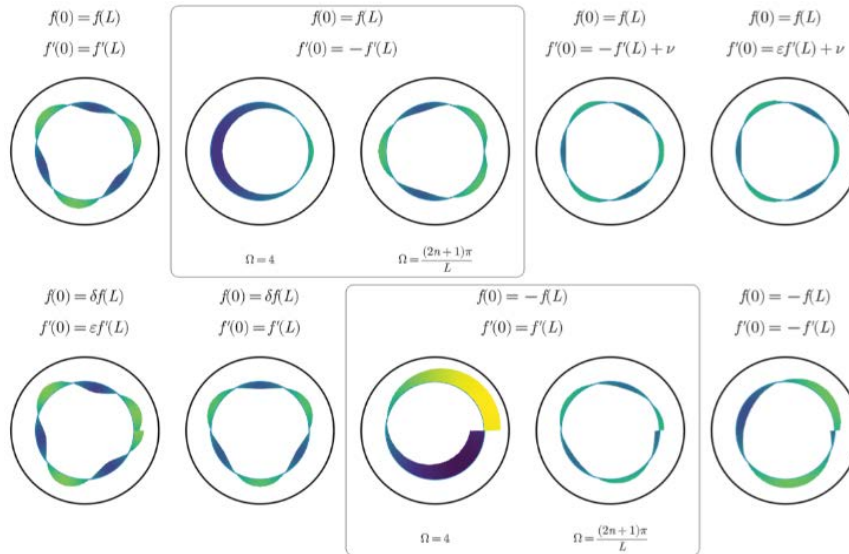 f(0) = f(L) f(0) = f(L) f(0) = f(L) f(0) = f(L)
f′(0) = f′(L) f′(0) = −f′(L) f′(0) = −f′(L) + ν f′(0) = εf′(L) + ν
Ω = 4 Ω = (2n+1)π / L
f(0) = δf(L) f(0) = δf(L) f(0) = −f(L) f(0) = −f(L)
f′(0) = εf′(L) f′(0) = f′(L) f′(0) = f′(L) f′(0) = −f′(L)
Ω = 4 Ω = (2n+1)π / L